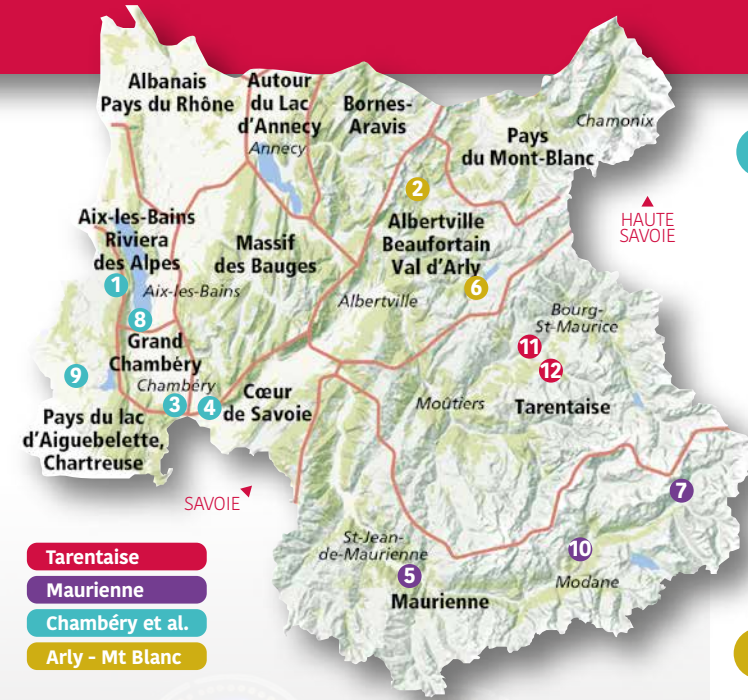 Albanais
Pays du Rhône
Autour
du Lac
d'Annecy
Annecy
Bornes-
Aravis
Pays
du Mont-Blanc
Chamonix
HAUTE
SAVOIE
2
Aix-les-Bains
Riviera
des Alpes
1
Aix-les-Bains
8
Massif
des Bauges
Albertville
Beaufortain
Val d'Arly
6
Albertville
Bourg-
St-Maurice
11
12
Grand
Chambéry
Chambéry
9
3
4
Cœur
de Savoie
Moûtiers
Tarentaise
Pays du lac
d'Aiguebelette,
Chartreuse
SAVOIE
7
St-Jean-
de-Maurienne
5
Maurienne
10
Modane
Tarentaise
Maurienne
Chambéry et al.
Arly - Mt Blanc